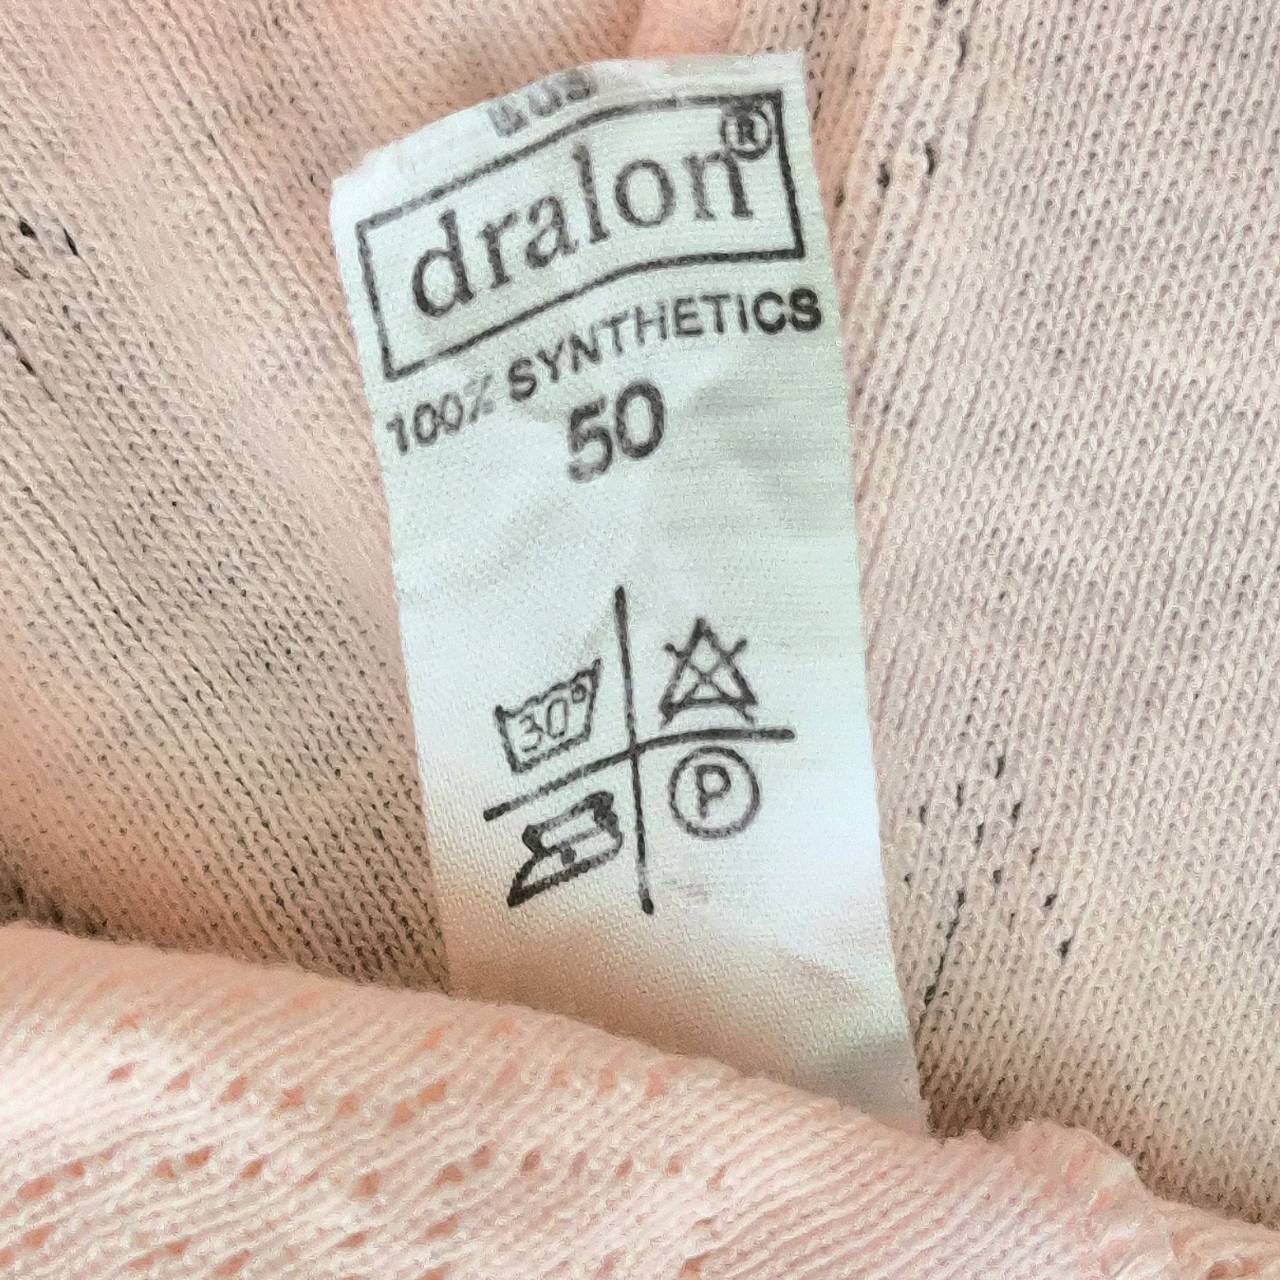 dralon®
100% SYNTHETICS
50
30°
P